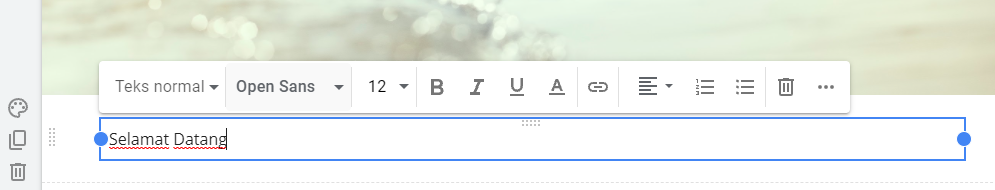 Teks normal Open Sans 12 B I U A
Selamat Datang